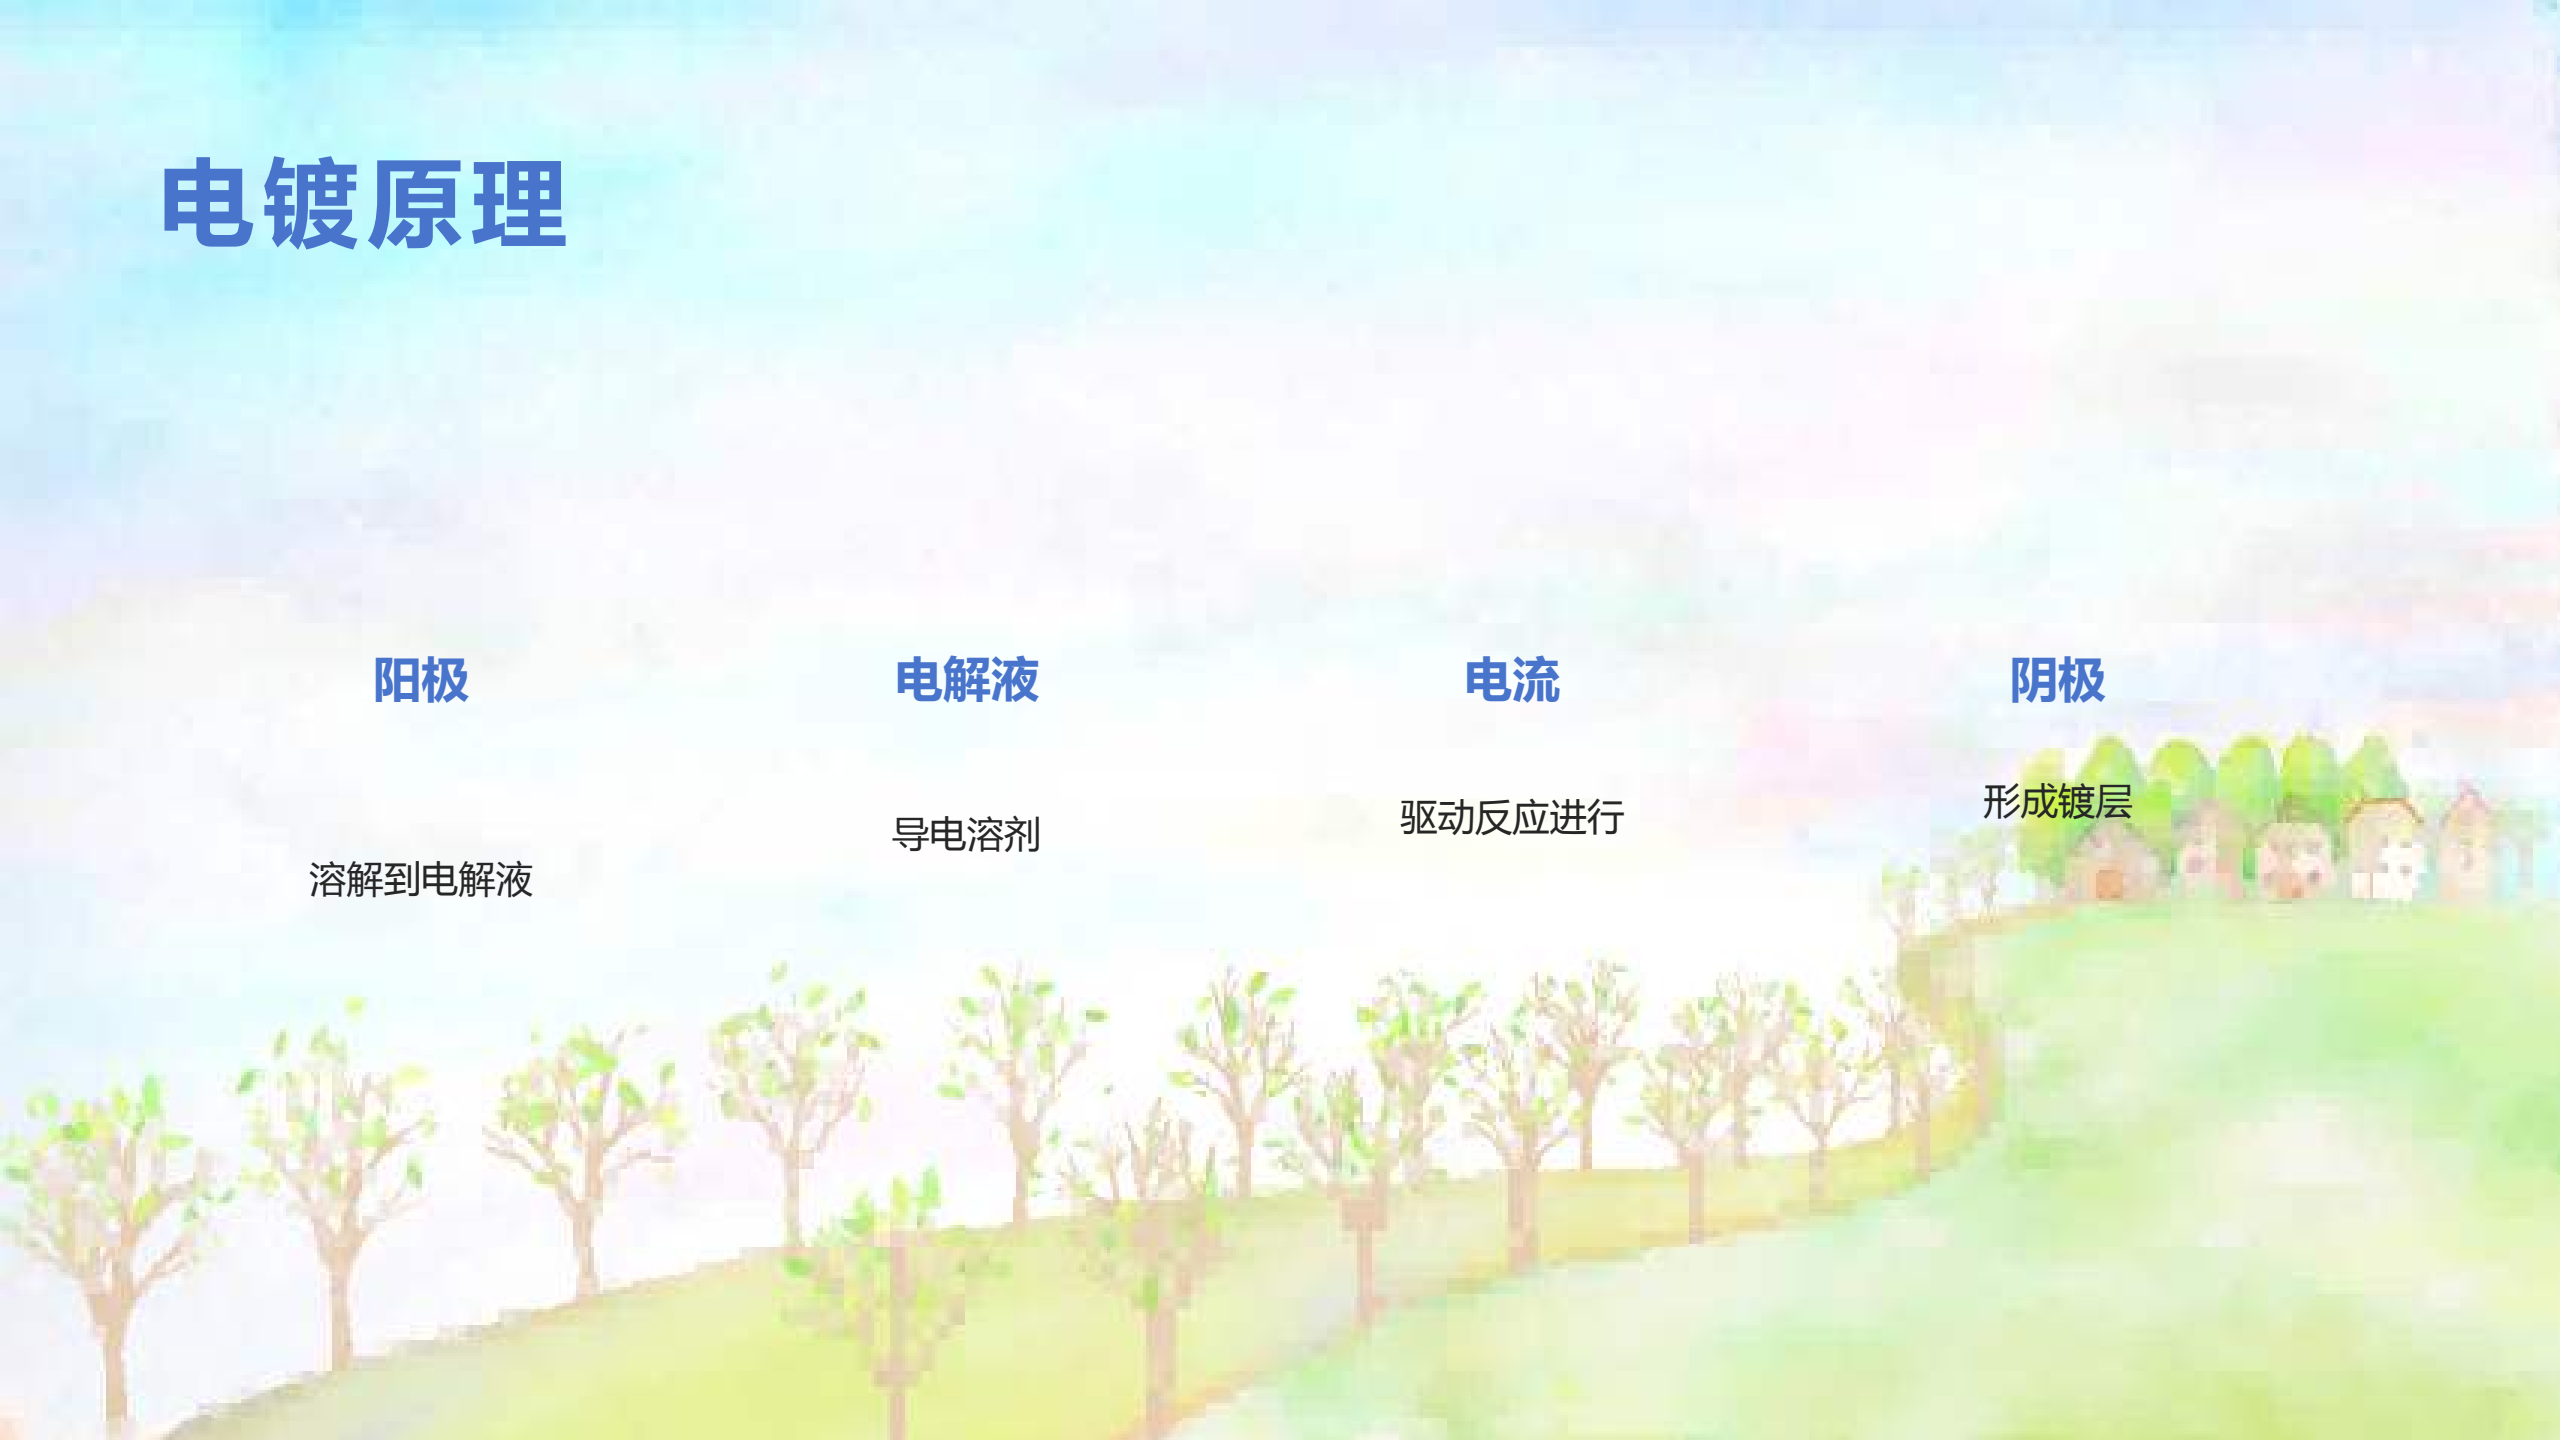 电镀原理
阳极
溶解到电解液
电解液
导电溶剂
电流
驱动反应进行
阴极
形成镀层